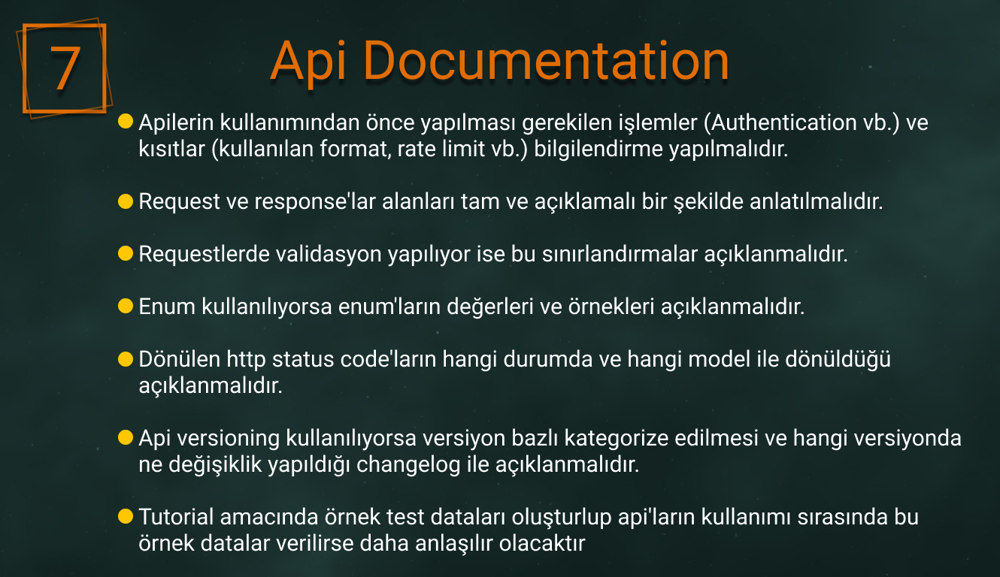 7
Api Documentation
Apilerin kullanımından önce yapılması gerekilen işlemler (Authentication vb.) ve
kısıtlar (kullanılan format, rate limit vb.) bilgilendirme yapılmalıdır.
Request ve response'lar alanları tam ve açıklamalı bir şekilde anlatılmalıdır.
Requestlerde validasyon yapılıyor ise bu sınırlandırmalar açıklanmalıdır.
Enum kullanılıyorsa enum'ların değerleri ve örnekleri açıklanmalıdır.
Dönülen http status code'ların hangi durumda ve hangi model ile dönüldüğü
açıklanmalıdır.
Api versioning kullanılıyorsa versiyon bazlı kategorize edilmesi ve hangi versiyonda
ne değişiklik yapıldığı changelog ile açıklanmalıdır.
Tutorial amacında örnek test dataları oluşturlup api'ların kullanımı sırasında bu
örnek datalar verilirse daha anlaşılır olacaktır